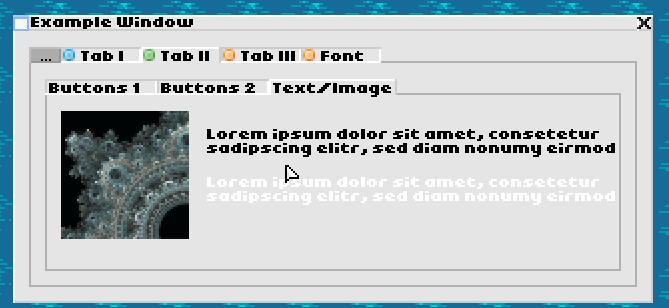 Example Window X
... Tab I Tab II Tab III Font
Buttons 1 Buttons 2 Text/Image
Lorem ipsum dolor sit amet, consetetur
sadipscing elitr, sed diam nonumy eirmod
Lorem ipsum dolor sit amet, consetetur
sadipscing elitr, sed diam nonumy eirmod